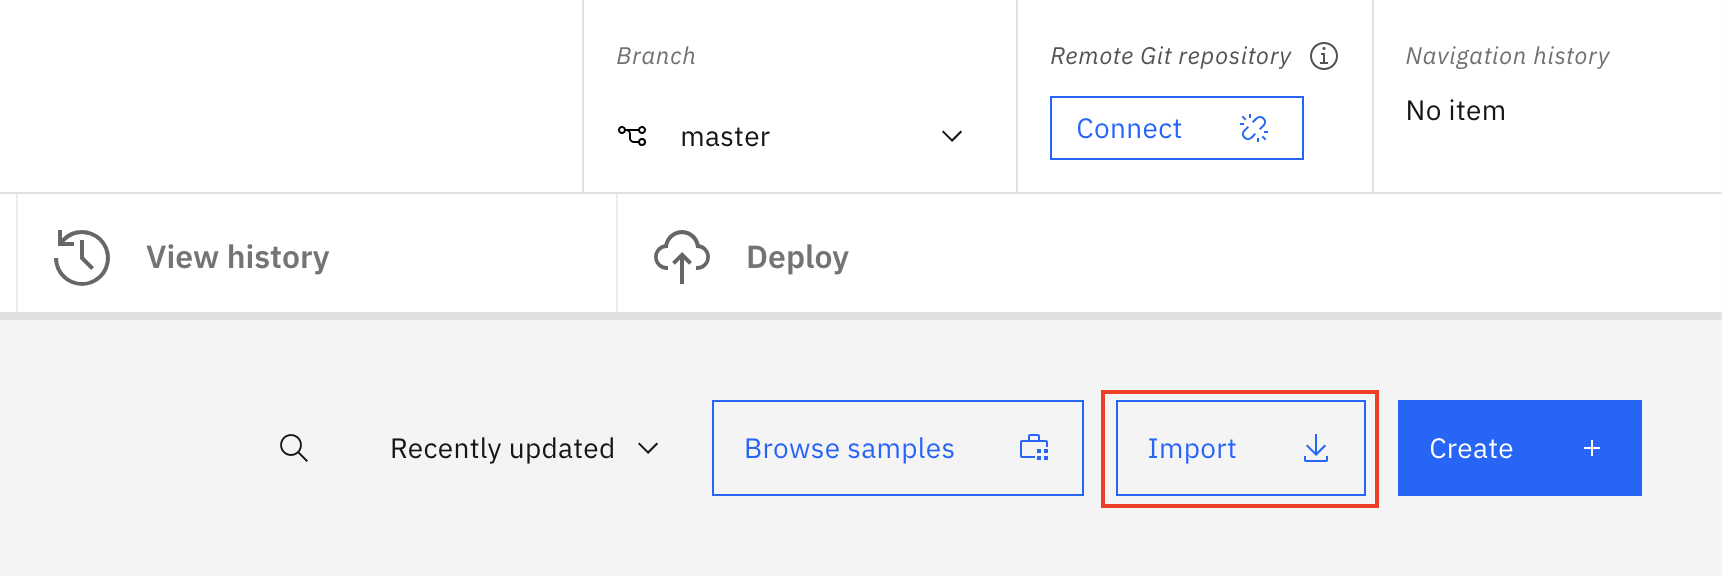 Branch
master
Remote Git repository
Connect
Navigation history
No item
View history
Deploy
Recently updated
Browse samples
Import
Create